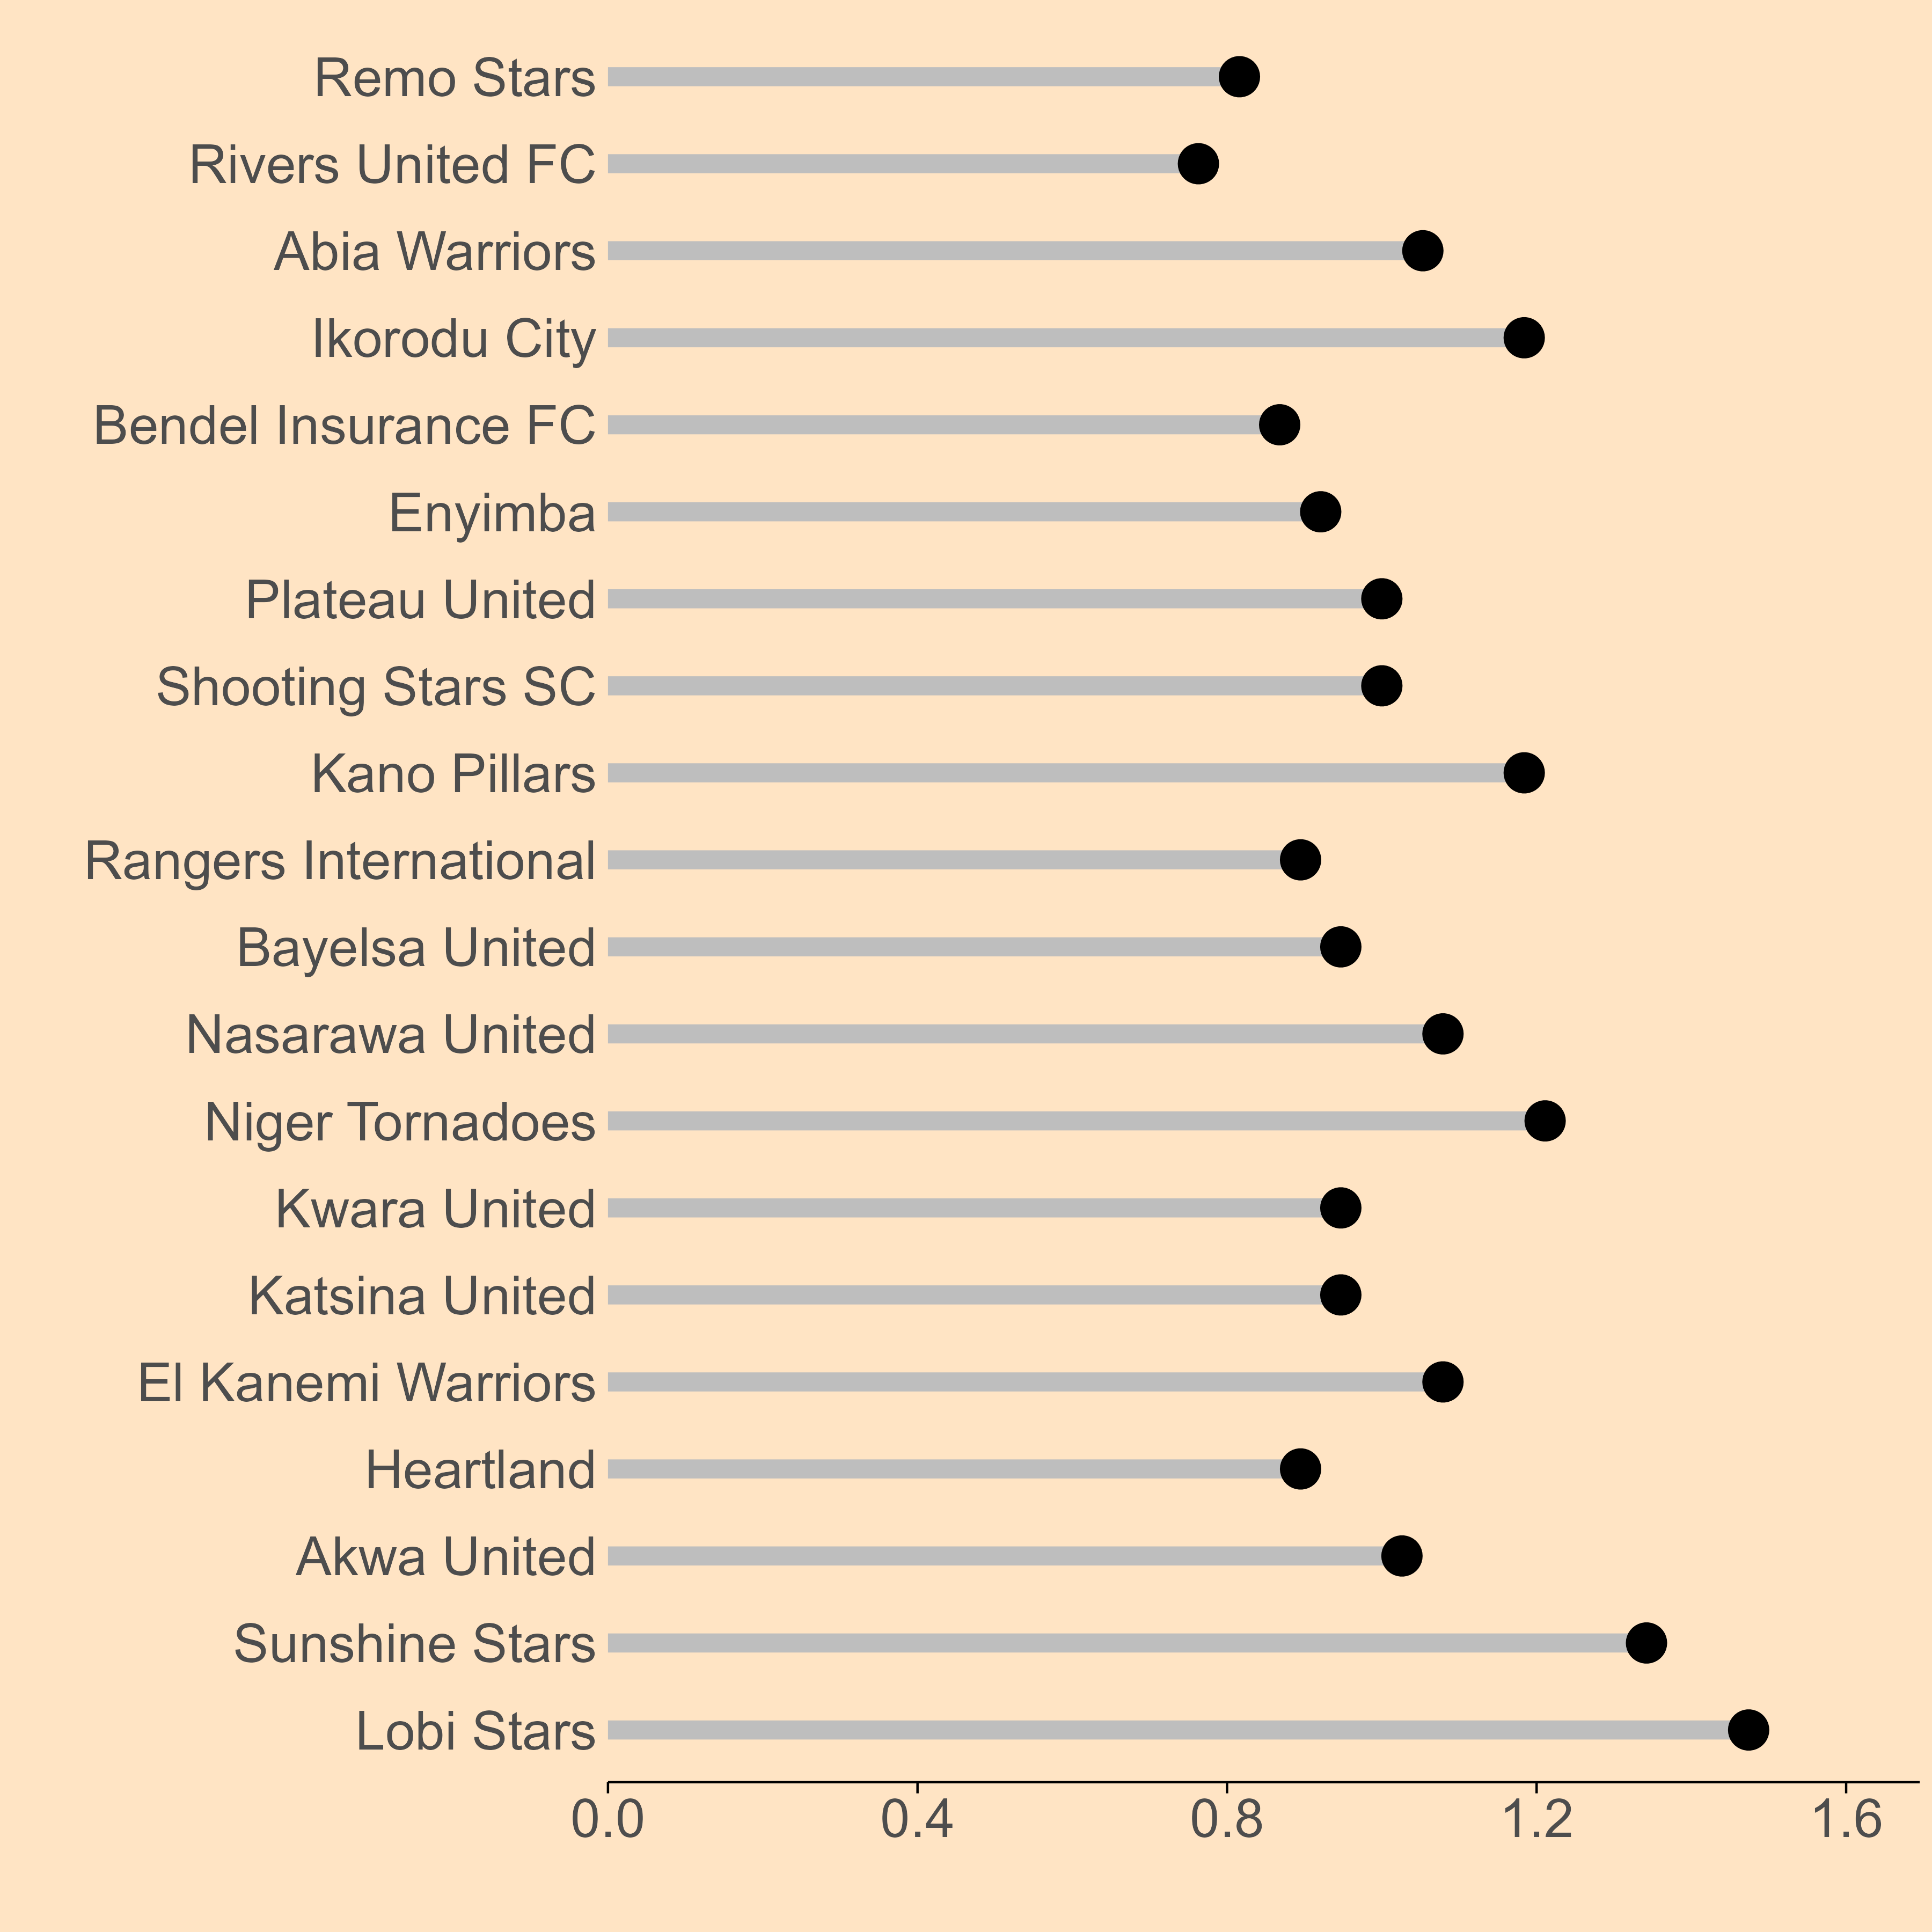 Remo Stars
Rivers United FC
Abia Warriors
Ikorodu City
Bendel Insurance FC
Enyimba
Plateau United
Shooting Stars SC
Kano Pillars
Rangers International
Bayelsa United
Nasarawa United
Niger Tornadoes
Kwara United
Katsina United
El Kanemi Warriors
Heartland
Akwa United
Sunshine Stars
Lobi Stars
0.0 0.4 0.8 1.2 1.6